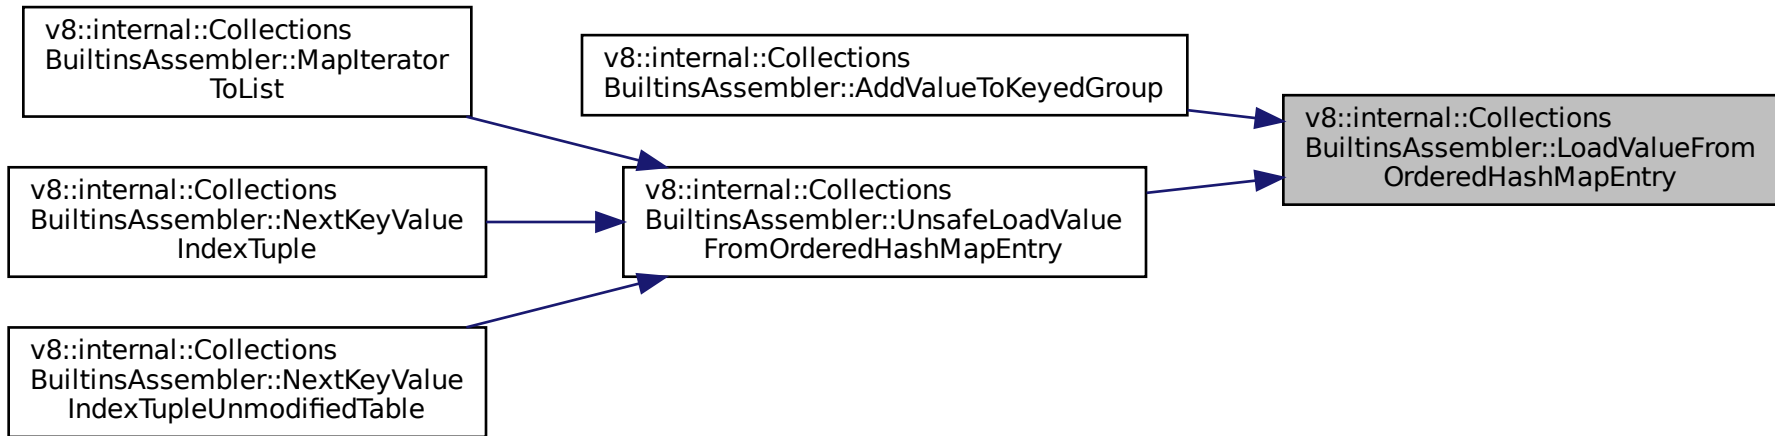 v8::internal::Collections
BuiltinsAssembler::MapIterator
ToList
v8::internal::Collections
BuiltinsAssembler::AddValueToKeyedGroup
v8::internal::Collections
BuiltinsAssembler::LoadValueFrom
OrderedHashMapEntry
v8::internal::Collections
BuiltinsAssembler::NextKeyValue
IndexTuple
v8::internal::Collections
BuiltinsAssembler::UnsafeLoadValue
FromOrderedHashMapEntry
v8::internal::Collections
BuiltinsAssembler::NextKeyValue
IndexTupleUnmodifiedTable